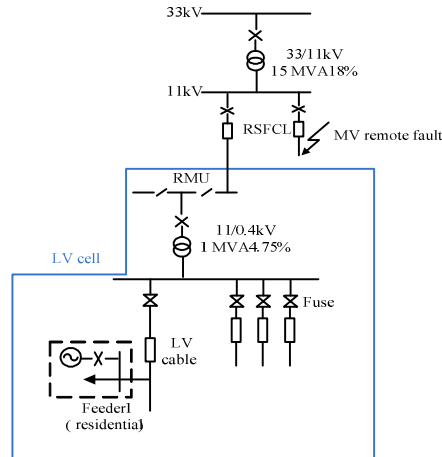 33kV
33/11kV
15 MVA18%
11kV
RSFCL
MV remote fault
RMU
11/0.4kV
1 MVA4.75%
LV cell
Fuse
LV
cable
Feeder1
( residential)